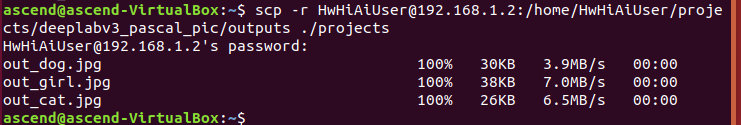 ascend@ascend-VirtualBox:~$ scp -r HwHiAiUser@192.168.1.2:/home/HwHiAiUser/proje
cts/deeplabv3_pascal_pic/outputs ./projects
HwHiAiUser@192.168.1.2's password:
out_dog.jpg 100% 30KB 3.9MB/s 00:00
out_girl.jpg 100% 38KB 7.0MB/s 00:00
out_cat.jpg 100% 26KB 6.5MB/s 00:00
ascend@ascend-VirtualBox:~$